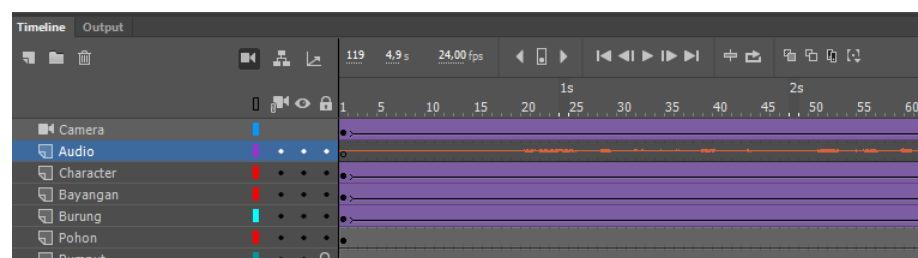 Timeline Output
119 4,9 s 24,00 fps
1s 2s
1 5 10 15 20 25 30 35 40 45 50 55 60
Camera
Audio
Character
Bayangan
Burung
Pohon